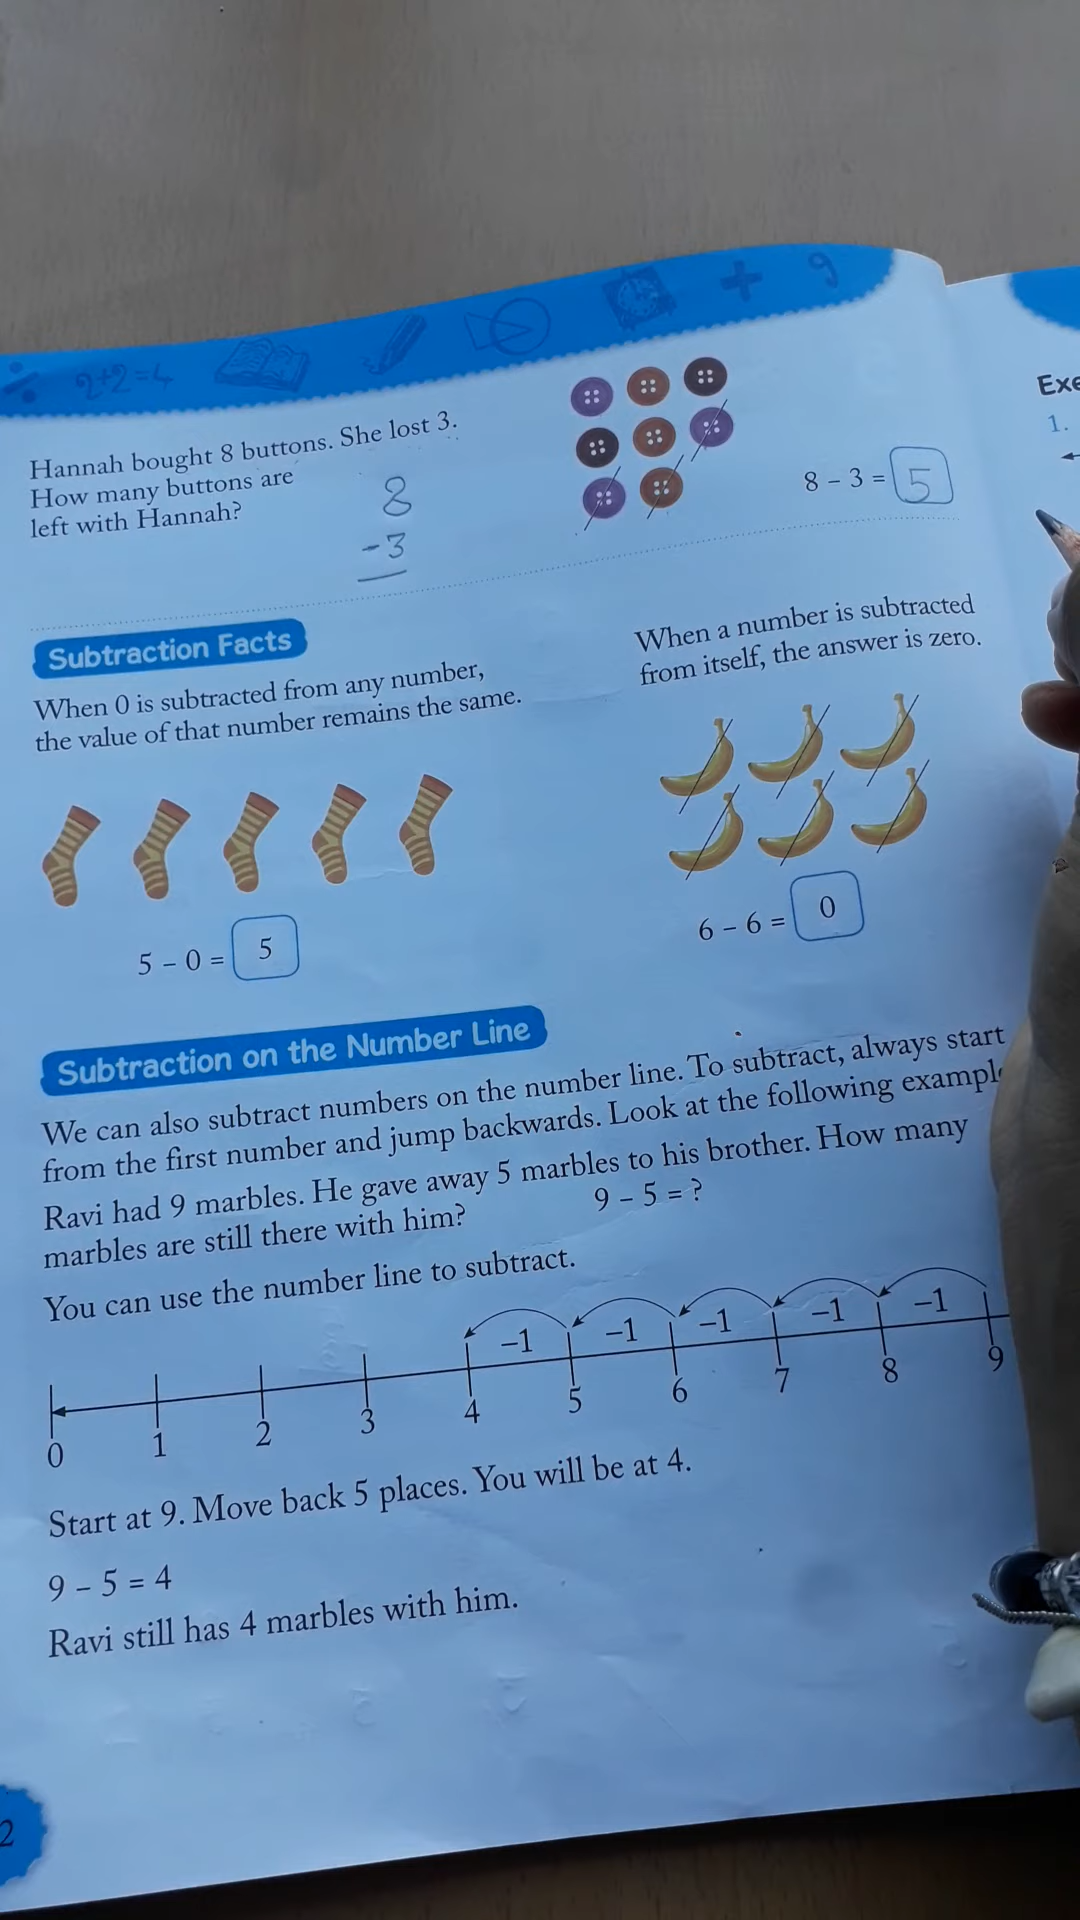 2+2=4
9
Hannah bought 8 buttons. She lost 3.
How many buttons are
left with Hannah?
8
-3
8 – 3 = 5
Subtraction Facts
When 0 is subtracted from any number,
the value of that number remains the same.
5 – 0 = 5
When a number is subtracted
from itself, the answer is zero.
6 – 6 = 0
Subtraction on the Number Line
We can also subtract numbers on the number line. To subtract, always start
from the first number and jump backwards. Look at the following
Ravi had 9 marbles. He gave away 5 marbles to his brother. How many
marbles are still there with him?
9 – 5 = ?
You can use the number line to subtract.
–1 –1 –1 –1 –1
0 1 2 3 4 5 6 7 8 9
Start at 9. Move back 5 places. You will be at 4.
9 – 5 = 4
Ravi still has 4 marbles with him.
2
1.